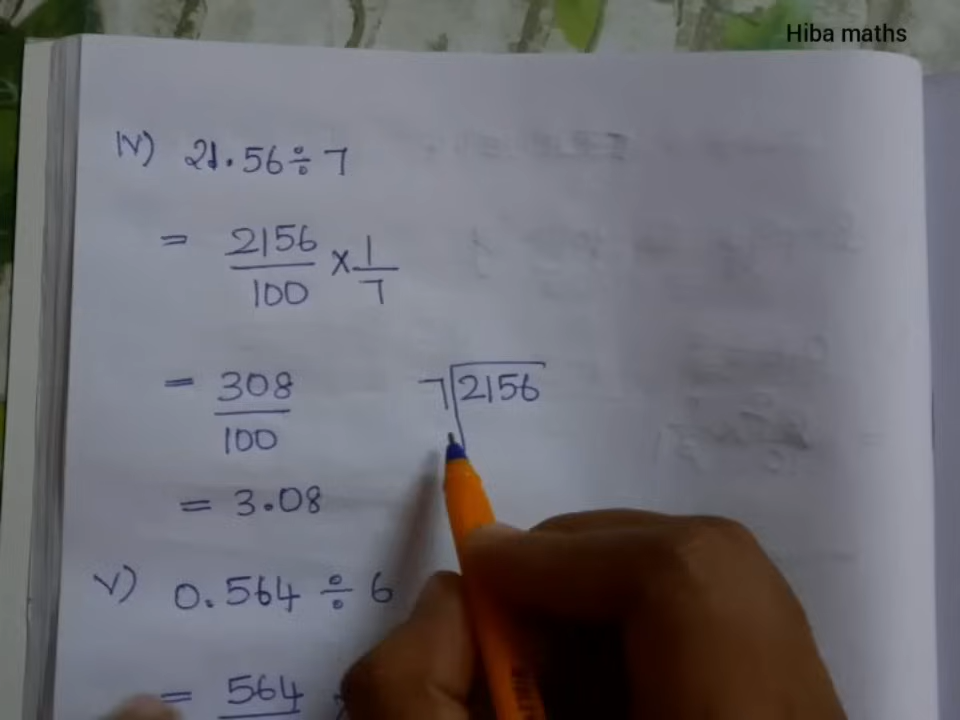 Hiba maths
IV) 21.56 ÷ 7
= 2156/100 × 1/7
= 308/100
7 2156
= 3.08
V) 0.564 ÷ 6
= 564